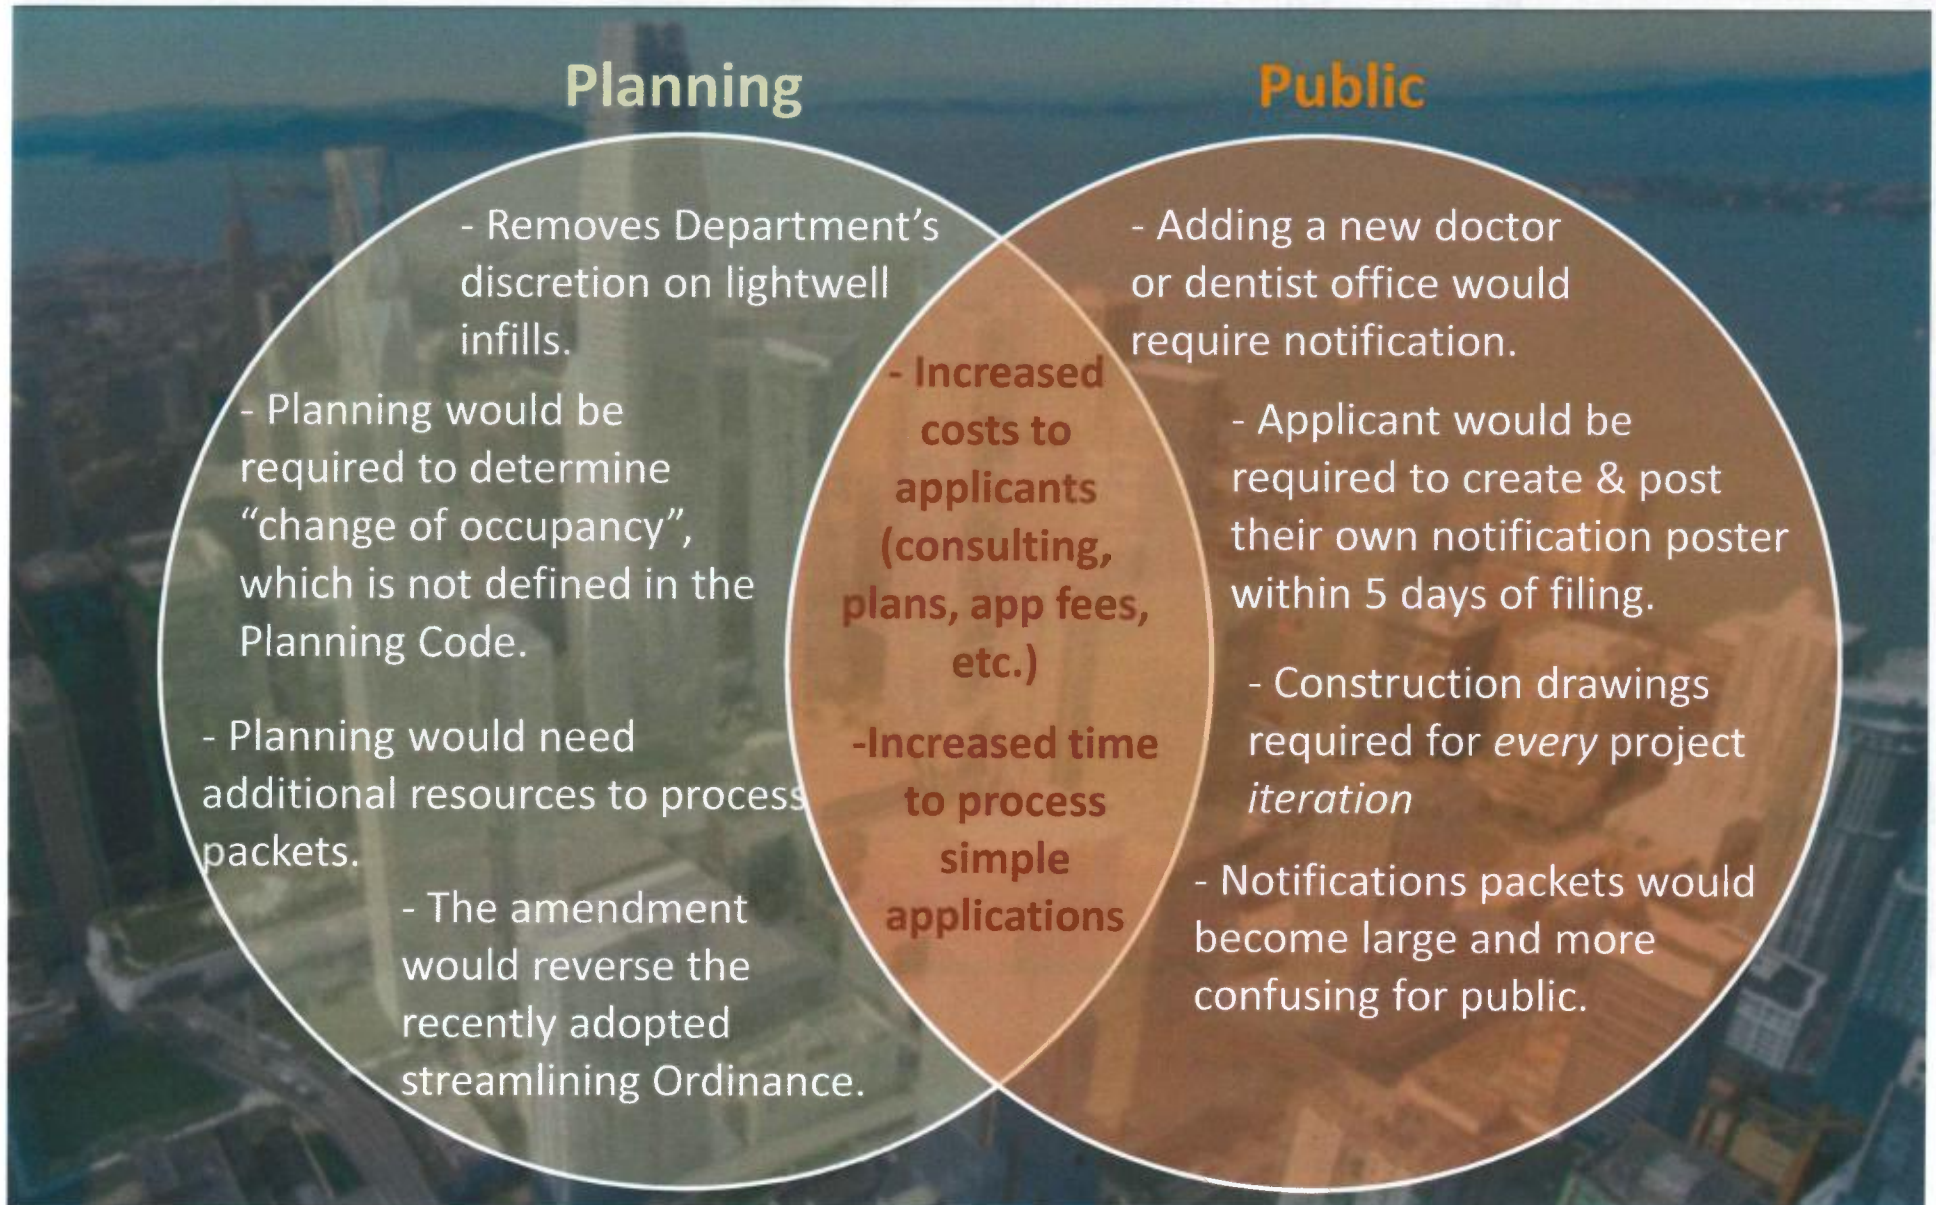 Planning
Public
- Removes Department's
discretion on lightwell
infills.
- Planning would be
required to determine
“change of occupancy”,
which is not defined in the
Planning Code.
- Planning would need
additional resources to process
packets.
- The amendment
would reverse the
recently adopted
streamlining Ordinance.
- Increased
costs to
applicants
(consulting,
plans, app fees,
etc.)
-Increased time
to process
simple
applications
- Adding a new doctor
or dentist office would
require notification.
- Applicant would be
required to create & post
their own notification poster
within 5 days of filing.
- Construction drawings
required for every project
iteration
- Notifications packets would
become large and more
confusing for public.